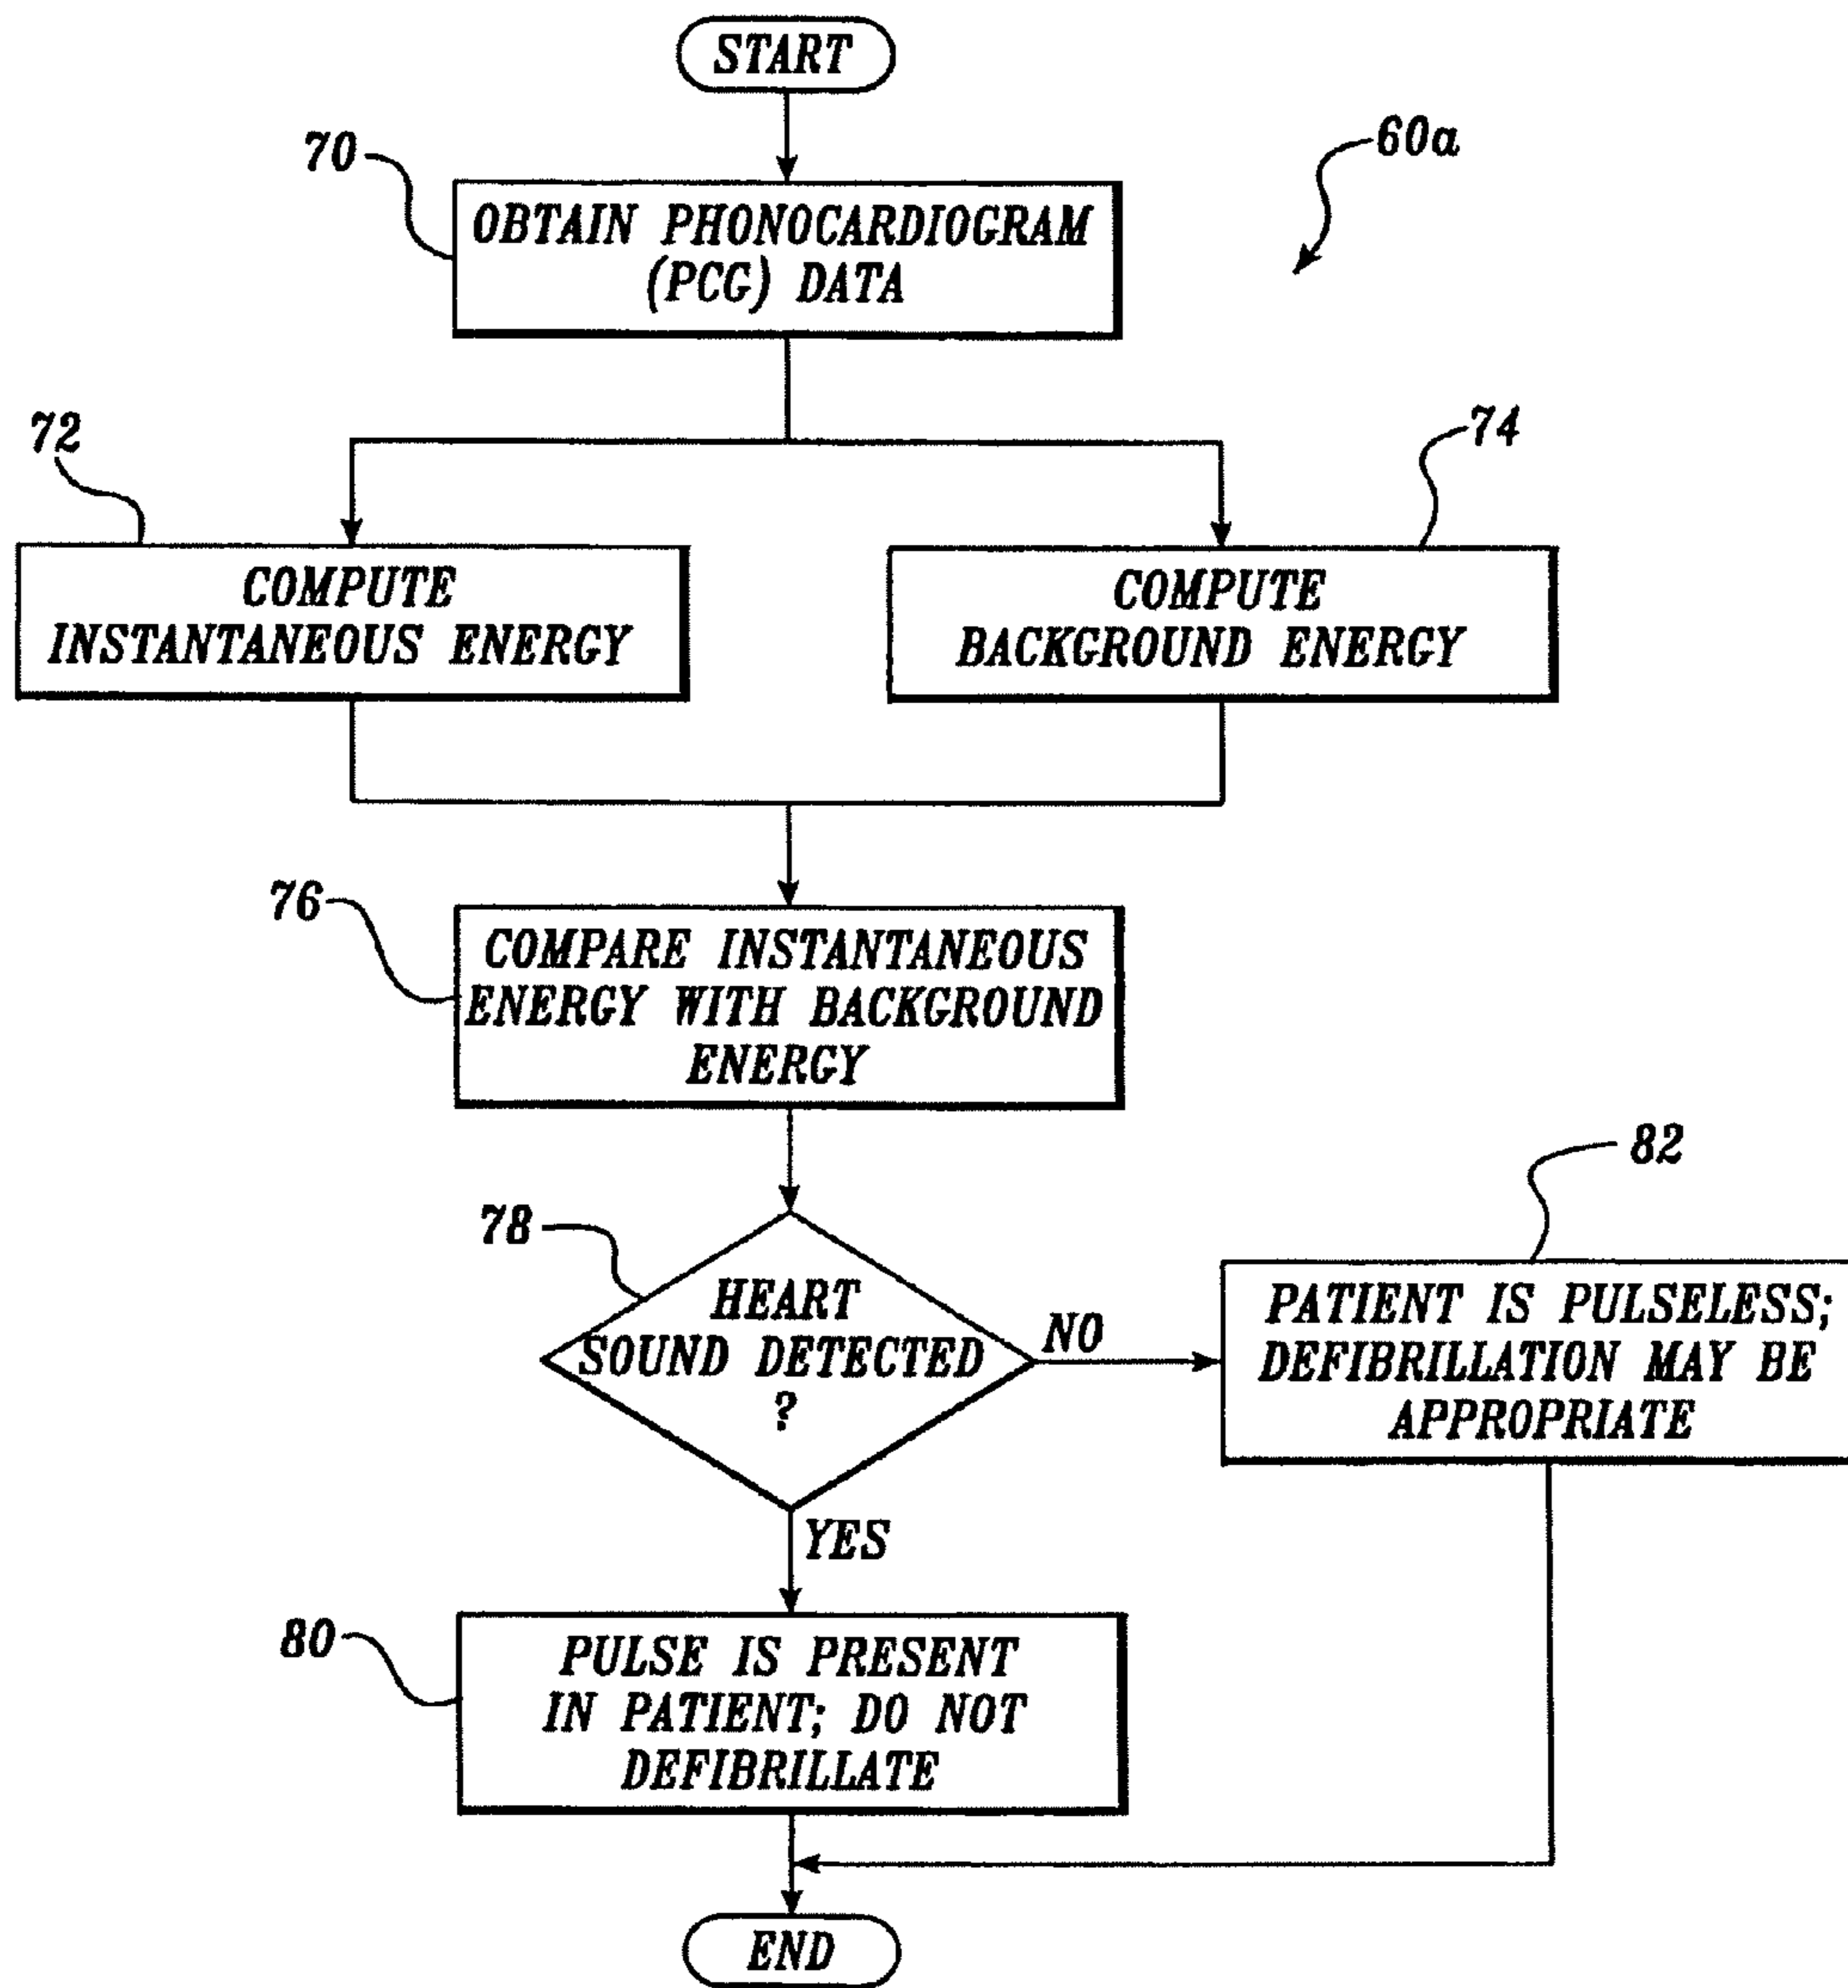 START
60a
70
OBTAIN PHONOCARDIOGRAM
(PCG) DATA
72
74
COMPUTE
INSTANTANEOUS ENERGY
COMPUTE
BACKGROUND ENERGY
76
COMPARE INSTANTANEOUS
ENERGY WITH BACKGROUND
ENERGY
78
HEART
SOUND DETECTED
?
NO
82
PATIENT IS PULSELESS;
DEFIBRILLATION MAY BE
APPROPRIATE
YES
80
PULSE IS PRESENT
IN PATIENT; DO NOT
DEFIBRILLATE
END